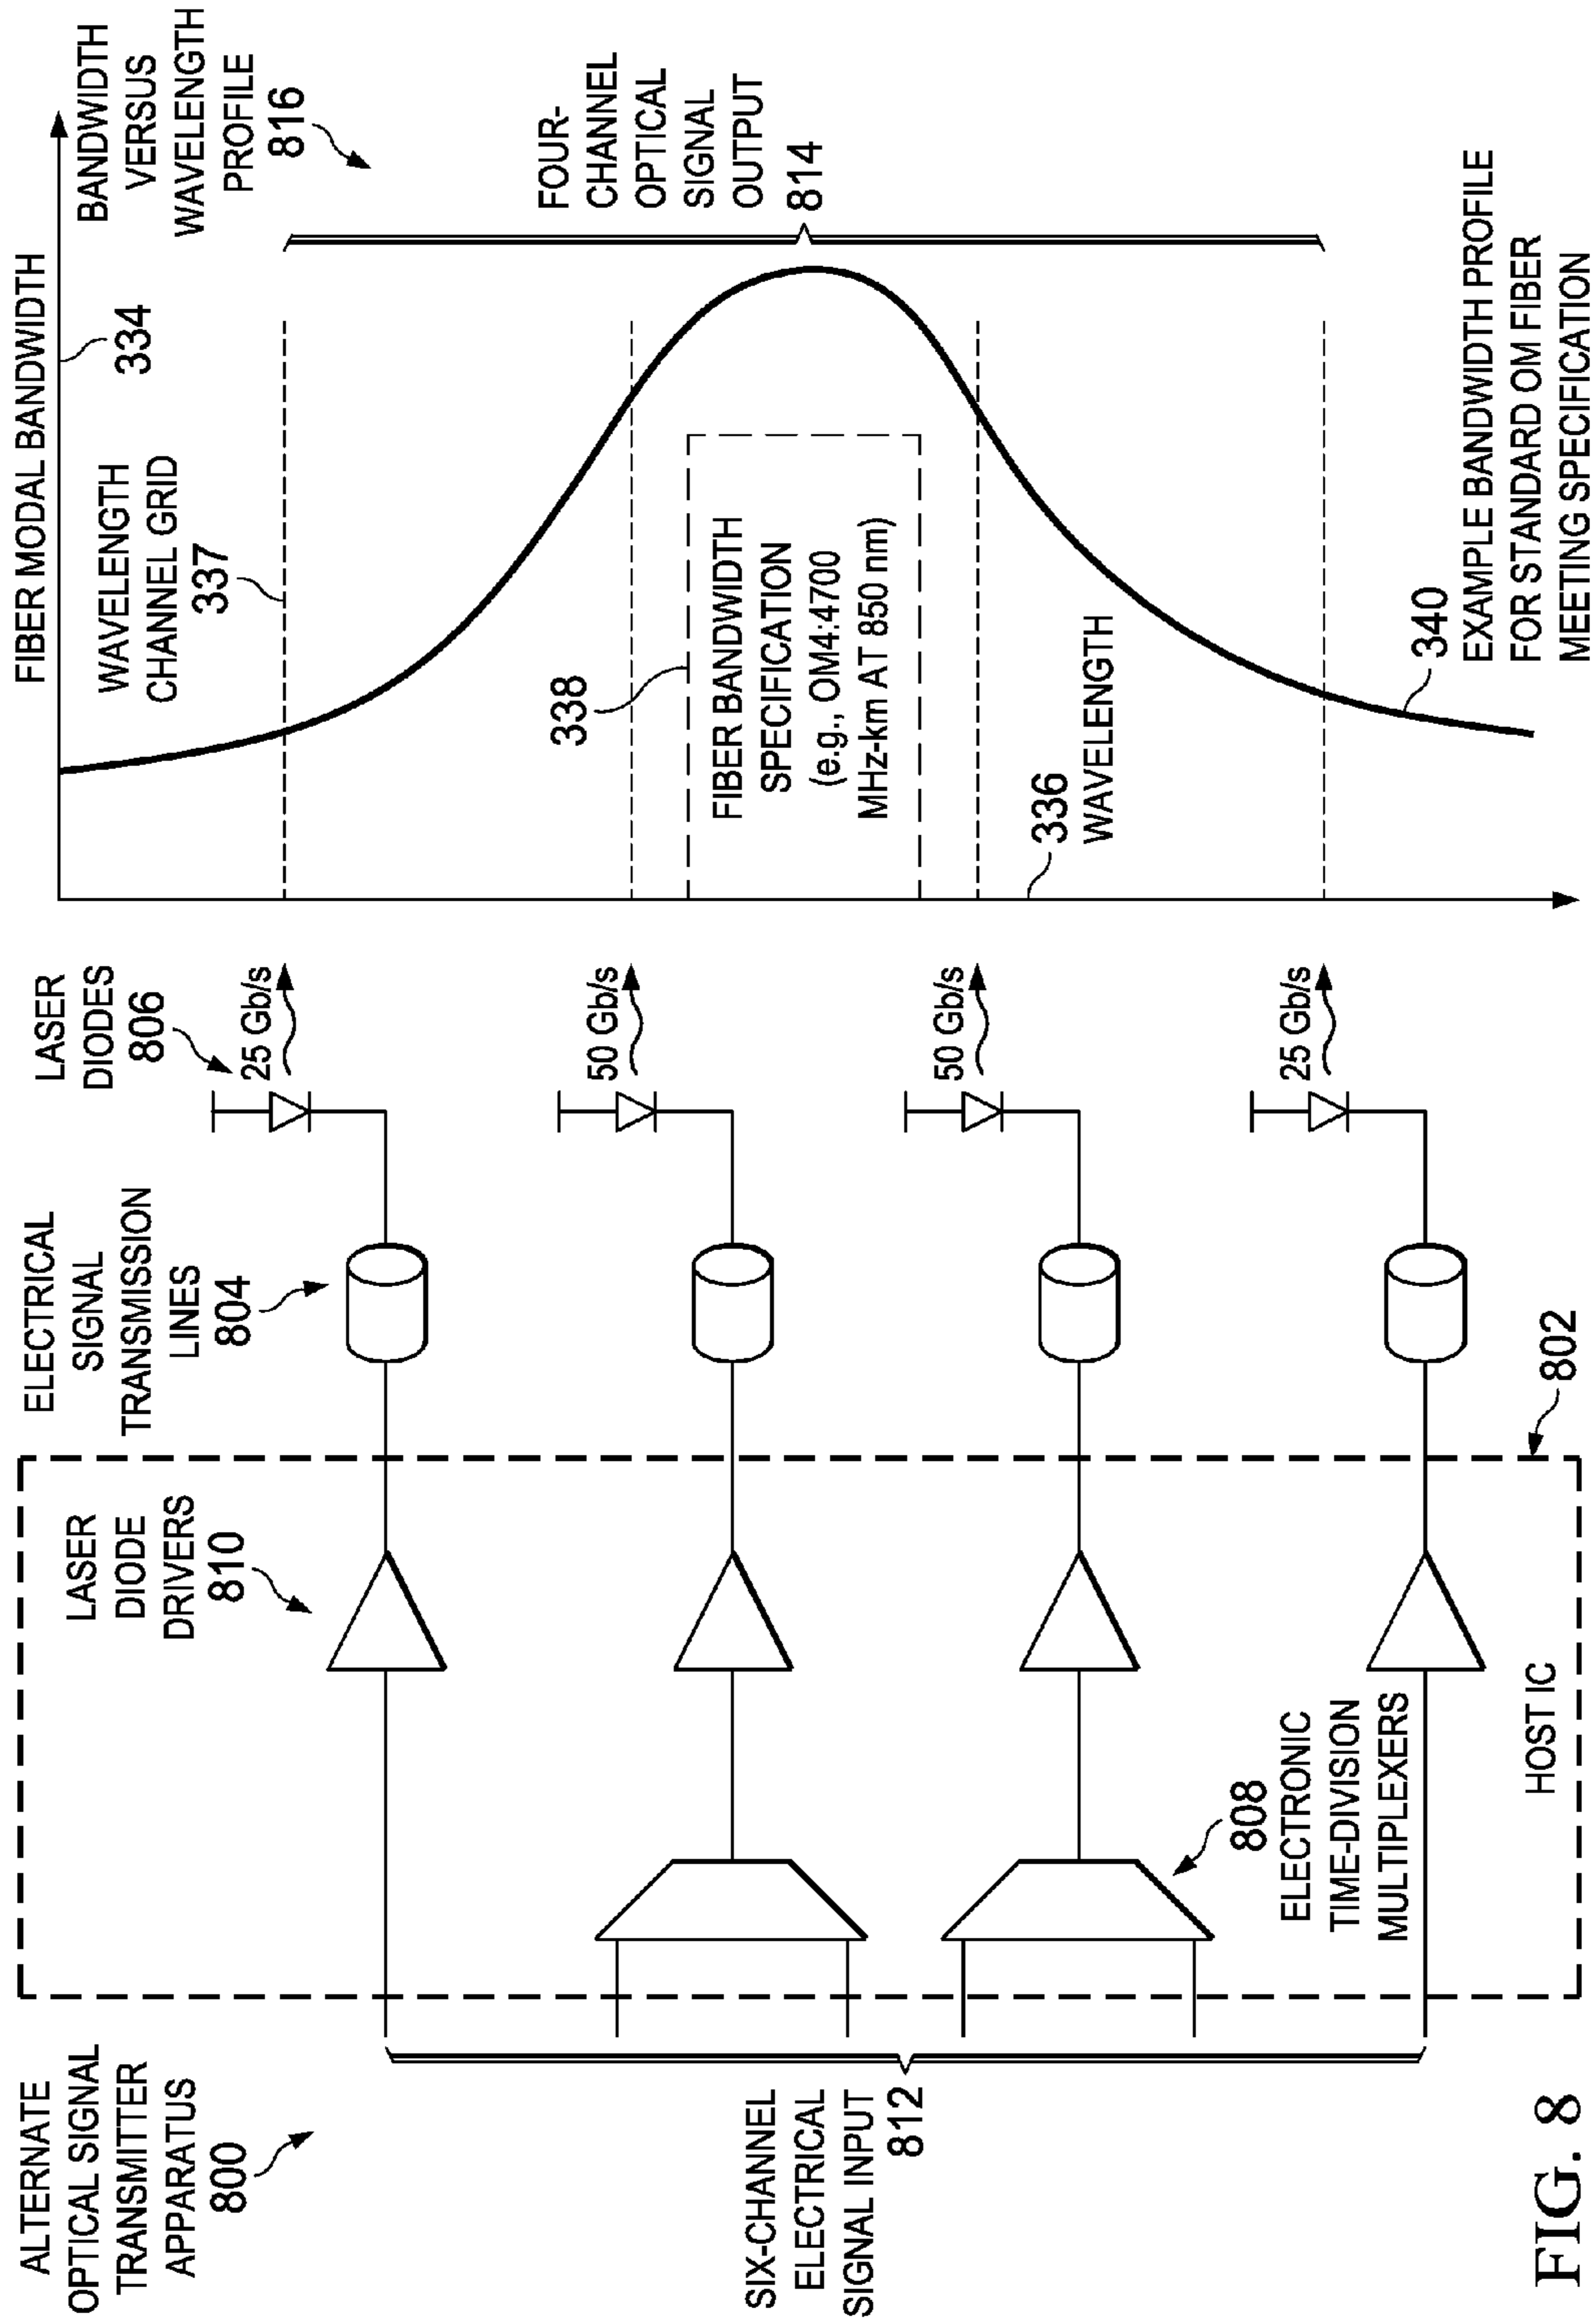 ALTERNATE
OPTICAL SIGNAL
TRANSMITTER
APPARATUS
800
SIX-CHANNEL
ELECTRICAL
SIGNAL INPUT
812
LASER
DIODE
DRIVERS
810
808
ELECTRONIC
TIME-DIVISION
MULTIPLEXERS
HOST IC
802
ELECTRICAL
SIGNAL
TRANSMISSION
LINES
804
LASER
DIODES
806
25 Gb/s
50 Gb/s
50 Gb/s
25 Gb/s
FIBER MODAL BANDWIDTH
334
WAVELENGTH
CHANNEL GRID
337
338
FIBER BANDWIDTH
SPECIFICATION
(e.g., OM4:4700
MHz-km AT 850 nm)
336
WAVELENGTH
340
EXAMPLE BANDWIDTH PROFILE
FOR STANDARD OM FIBER
MEETING SPECIFICATION
BANDWIDTH
VERSUS
WAVELENGTH
PROFILE
816
FOUR-
CHANNEL
OPTICAL
SIGNAL
OUTPUT
814
FIG. 8